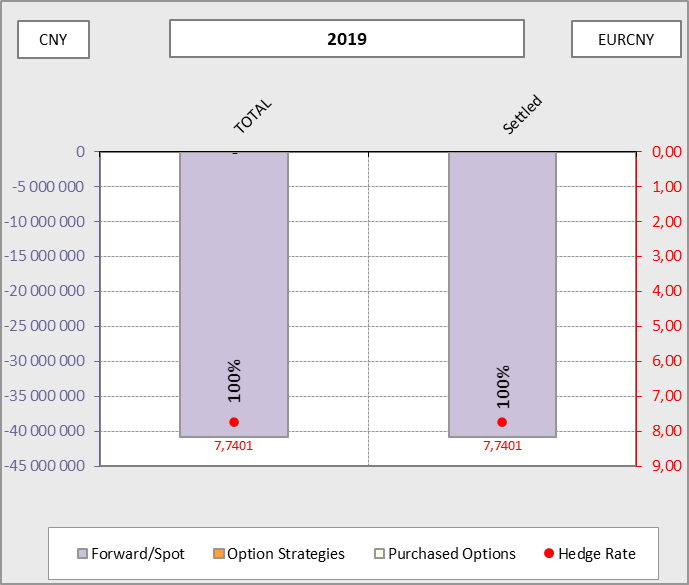 CNY
2019
EURCNY
TOTAL
Settled
0
-5 000 000
-10 000 000
-15 000 000
-20 000 000
-25 000 000
-30 000 000
-35 000 000
-40 000 000
-45 000 000
100%
7,7401
100%
7,7401
0,00
1,00
2,00
3,00
4,00
5,00
6,00
7,00
8,00
9,00
Forward/Spot Option Strategies Purchased Options Hedge Rate